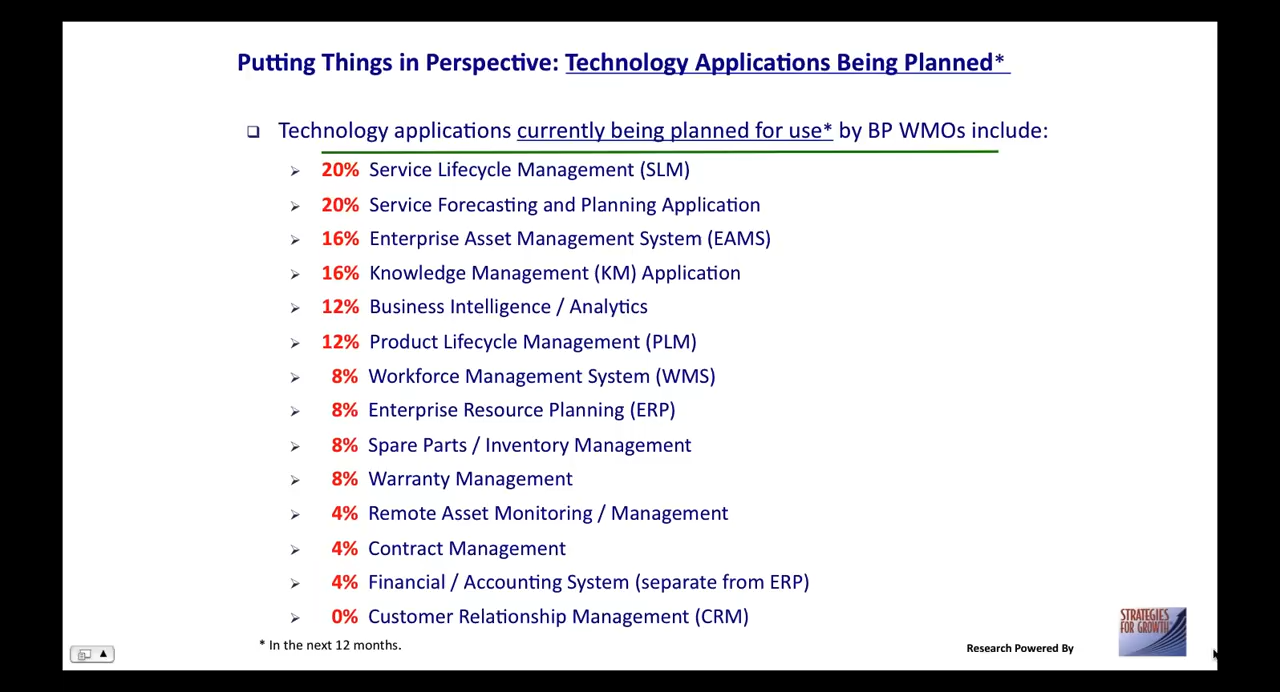 Putting Things in Perspective: Technology Applications Being Planned*
❑ Technology applications currently being planned for use* by BP WMOs include:
➢ 20% Service Lifecycle Management (SLM)
➢ 20% Service Forecasting and Planning Application
➢ 16% Enterprise Asset Management System (EAMS)
➢ 16% Knowledge Management (KM) Application
➢ 12% Business Intelligence / Analytics
➢ 12% Product Lifecycle Management (PLM)
➢ 8% Workforce Management System (WMS)
➢ 8% Enterprise Resource Planning (ERP)
➢ 8% Spare Parts / Inventory Management
➢ 8% Warranty Management
➢ 4% Remote Asset Monitoring / Management
➢ 4% Contract Management
➢ 4% Financial / Accounting System (separate from ERP)
➢ 0% Customer Relationship Management (CRM)
* In the next 12 months.
Research Powered By
STRATEGIES
FOR GROWTH